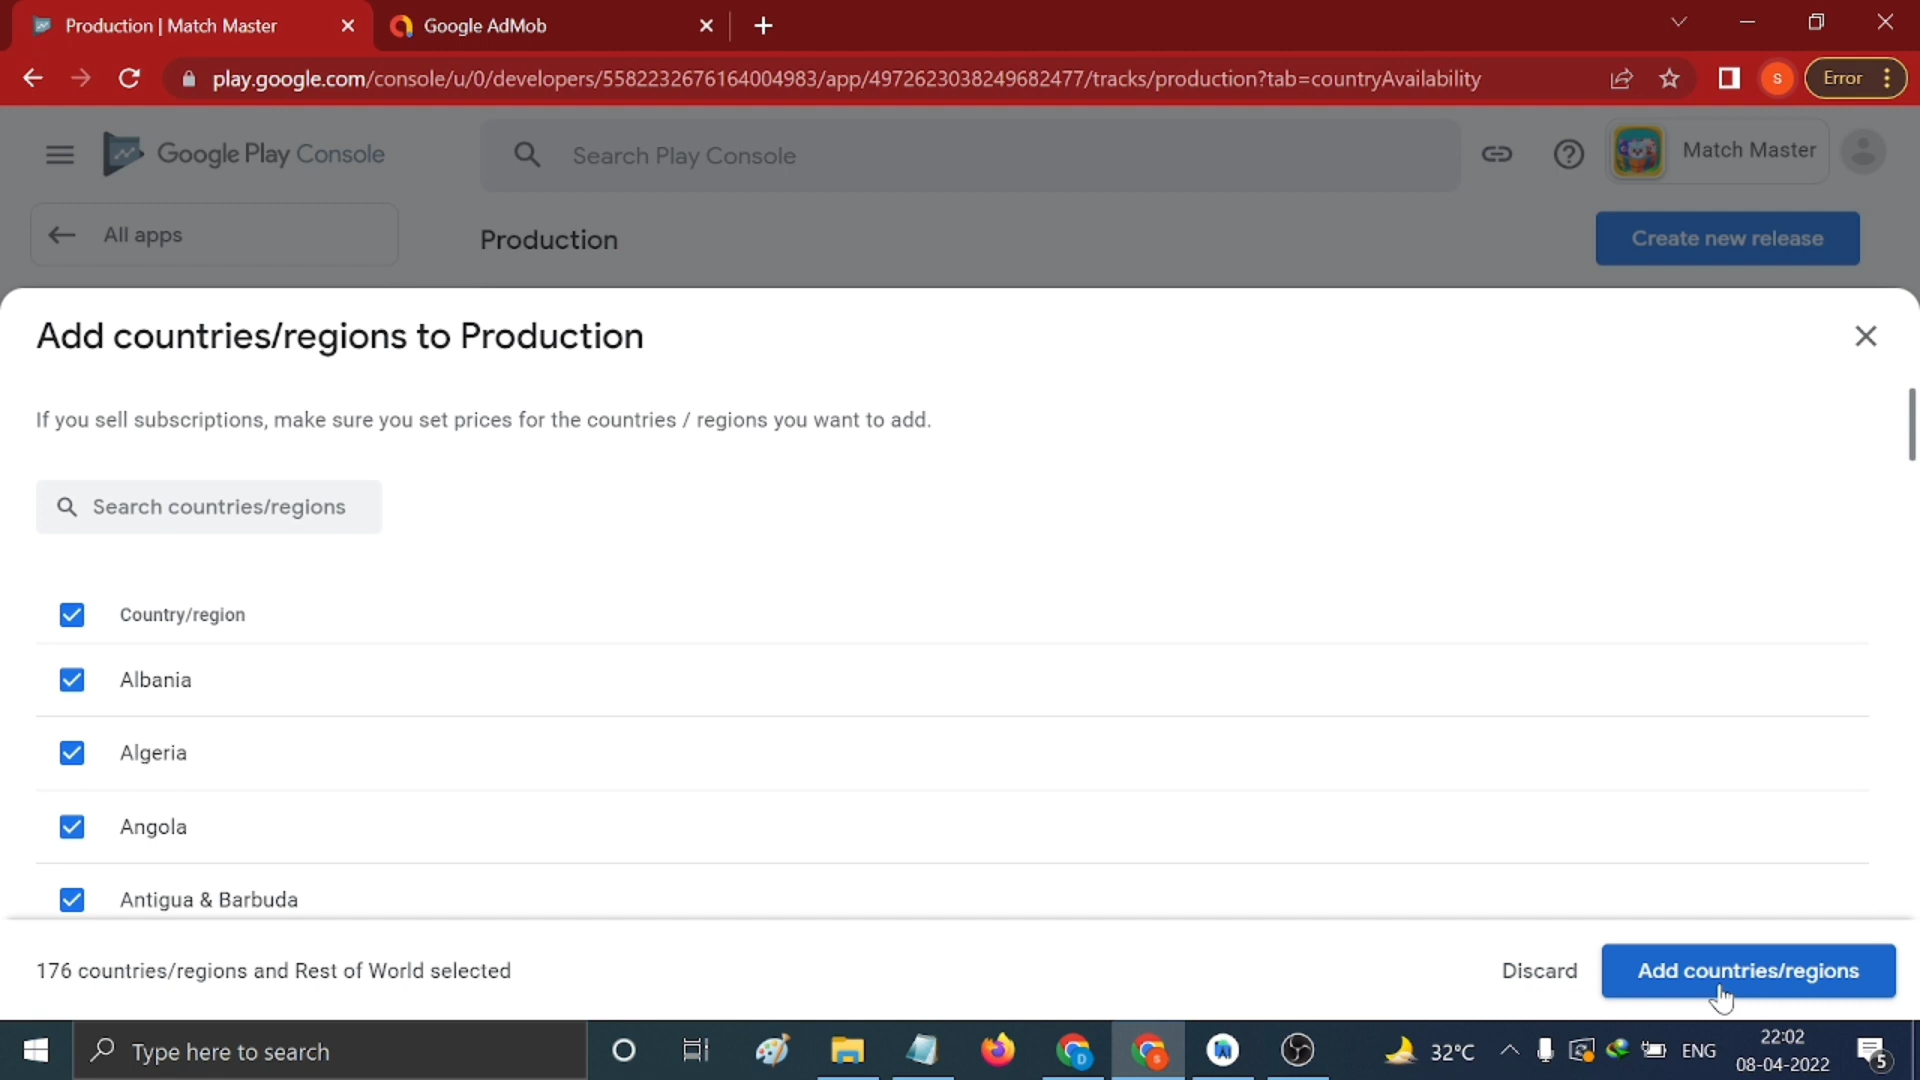 Production | Match Master
Google AdMob
play.google.com/console/u/0/developers/5582232676164004983/app/4972623038249682477/tracks/production?tab=countryAvailability
S
Error
Google Play Console
Search Play Console
Match Master
All apps
Production
Create new release
Add countries/regions to Production
If you sell subscriptions, make sure you set prices for the countries / regions you want to add.
Search countries/regions
Country/region
Albania
Algeria
Angola
Antigua & Barbuda
176 countries/regions and Rest of World selected
Discard
Add countries/regions
Type here to search
D
S
32°C
ENG
22:02
08-04-2022
5